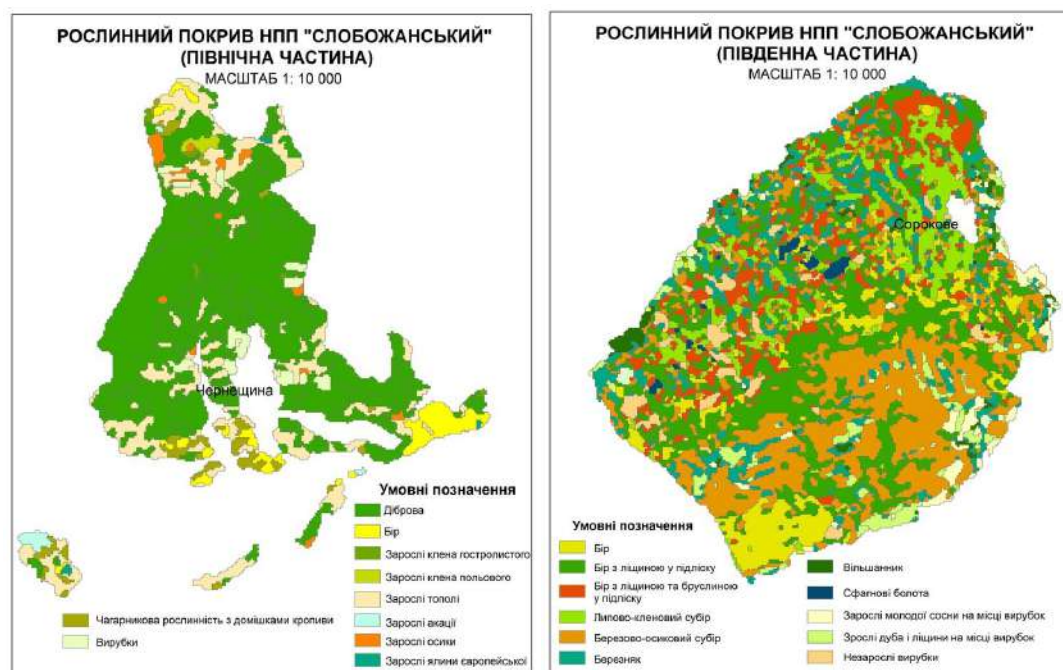 РОСЛИННИЙ ПОКРИВ НПП "СЛОБОЖАНСЬКИЙ"
(ПІВНІЧНА ЧАСТИНА)
МАСШТАБ 1: 10 000
Чернещина
Умовні позначення
Діброва
Бір
Зарослі клена гостролистого
Зарослі клена польового
Зарослі тополі
Зарослі акації
Зарослі осики
Зарослі ялини європейської
Чагарникова рослинність з домішками кропиви
Вирубки
РОСЛИННИЙ ПОКРИВ НПП "СЛОБОЖАНСЬКИЙ"
(ПІВДЕННА ЧАСТИНА)
МАСШТАБ 1: 10 000
Сорокове
Умовні позначення
Бір
Бір з ліщиною у підліску
Бір з ліщиною та бруслиною
у підліску
Липово-кленовий субір
Березово-осиковий субір
Березняк
Вільшанник
Сфагнові болота
Зарослі молодої сосни на місці вирубок
Зрослі дуба і ліщини на місці вирубок
Незарослі вирубки